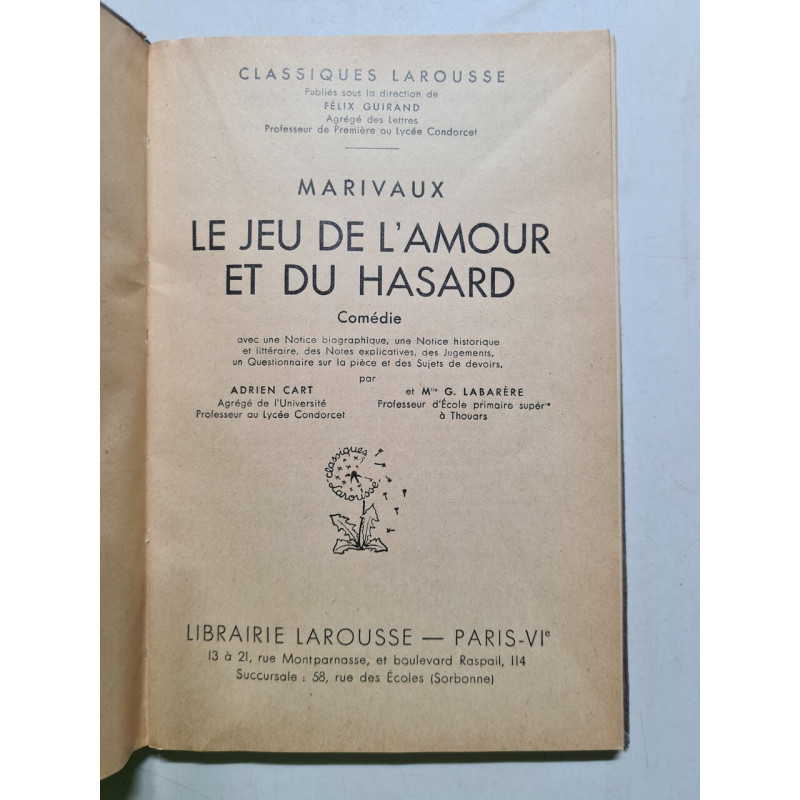 CLASSIQUES LAROUSSE
Publiés sous la direction de
FÉLIX GUIRAND
Agrégé des Lettres
Professeur de Première au Lycée Condorcet
MARIVAUX
LE JEU DE L'AMOUR
ET DU HASARD
Comédie
avec une Notice biographique, une Notice historique
et littéraire, des Notes explicatives, des Jugements,
un Questionnaire sur la pièce et des Sujets de devoirs,
par
ADRIEN CART
Agrégé de l'Université
Professeur au Lycée Condorcet
et Mlle G. LABARÈRE
Professeur d'École primaire supérre
à Thouars
classiques
Larousse
LIBRAIRIE LAROUSSE — PARIS-VIe
13 à 21, rue Montparnasse, et boulevard Raspail, 114
Succursale : 58, rue des Écoles (Sorbonne)